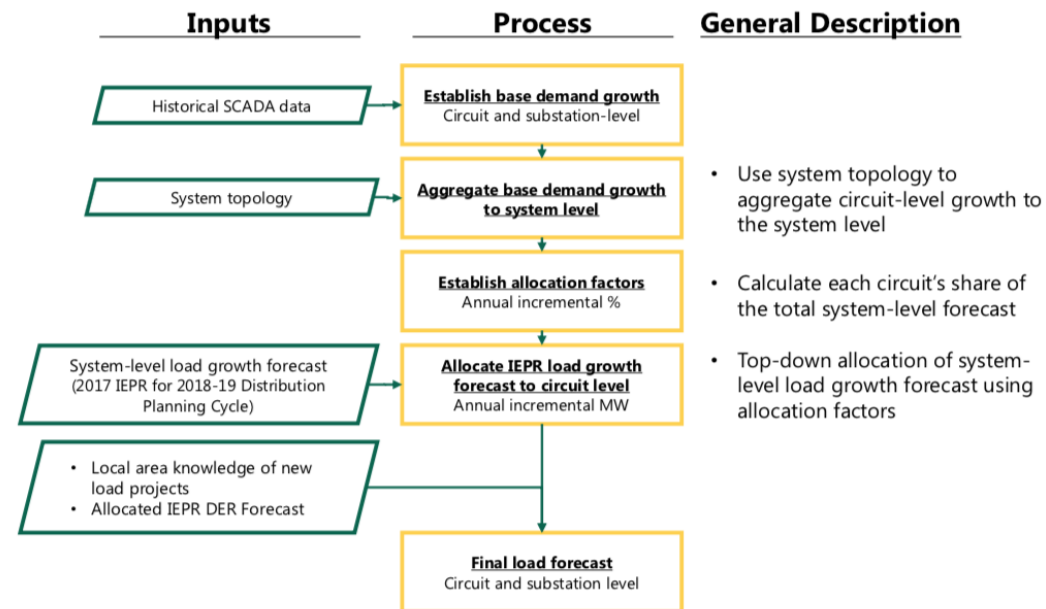 Inputs
Process
General Description
Historical SCADA data
Establish base demand growth
Circuit and substation-level
System topology
Aggregate base demand growth
to system level
• Use system topology to
aggregate circuit-level growth to
the system level
Establish allocation factors
Annual incremental %
• Calculate each circuit's share of
the total system-level forecast
System-level load growth forecast
(2017 IEPR for 2018-19 Distribution
Planning Cycle)
Allocate IEPR load growth
forecast to circuit level
Annual incremental MW
• Top-down allocation of system-
level load growth forecast using
allocation factors
• Local area knowledge of new
load projects
• Allocated IEPR DER Forecast
Final load forecast
Circuit and substation level